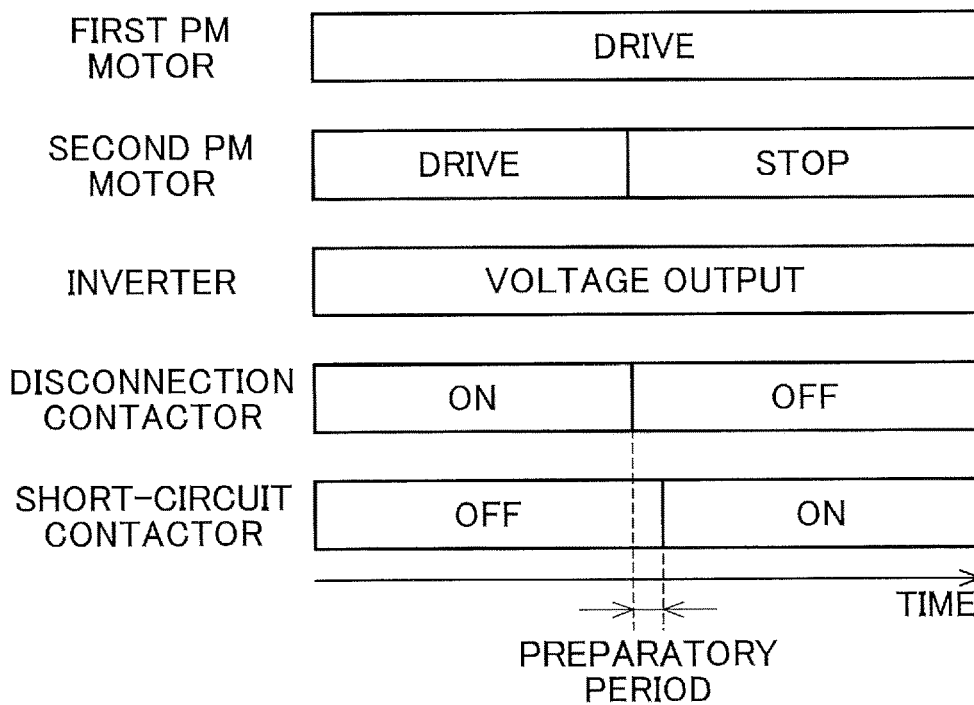 FIRST PM
MOTOR
DRIVE
SECOND PM
MOTOR
DRIVE
STOP
INVERTER
VOLTAGE OUTPUT
DISCONNECTION
CONTACTOR
ON
OFF
SHORT-CIRCUIT
CONTACTOR
OFF
ON
TIME
PREPARATORY
PERIOD